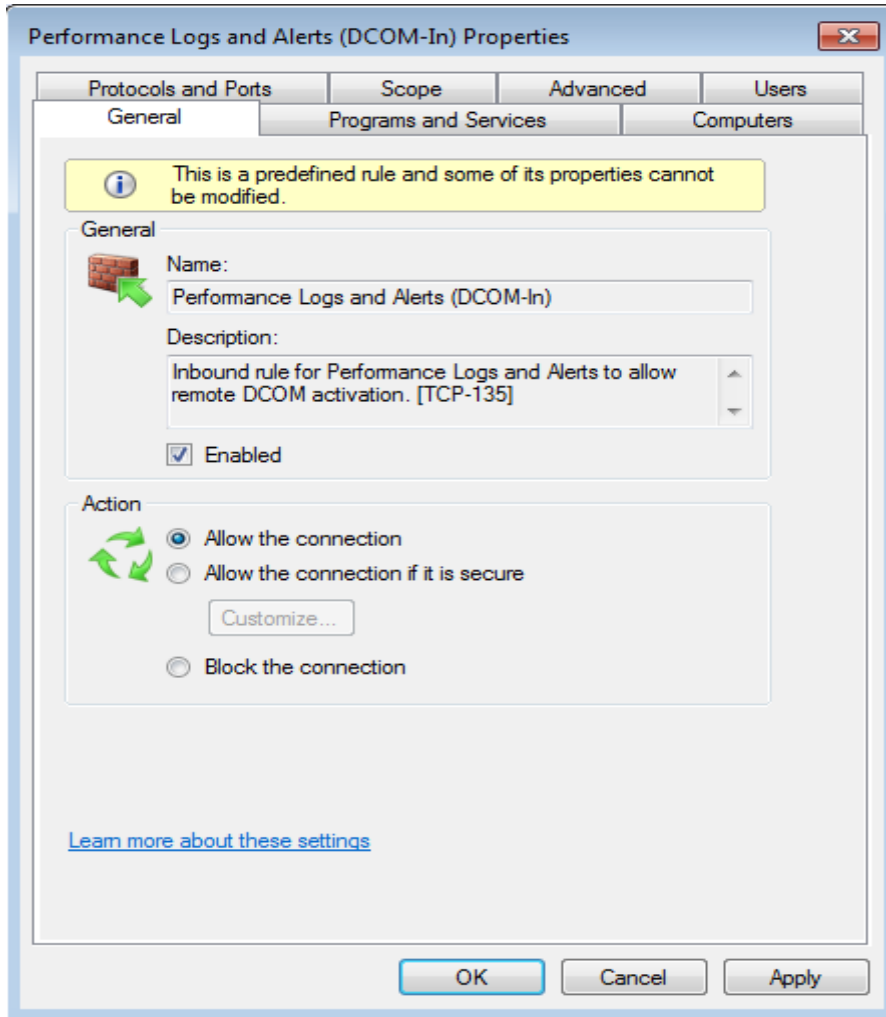 Performance Logs and Alerts (DCOM-In) Properties
Protocols and Ports Scope Advanced Users
General Programs and Services Computers
This is a predefined rule and some of its properties cannot
be modified.
General
Name:
Performance Logs and Alerts (DCOM-In)
Description:
Inbound rule for Performance Logs and Alerts to allow
remote DCOM activation. [TCP-135]
Enabled
Action
Allow the connection
Allow the connection if it is secure
Customize...
Block the connection
Learn more about these settings
OK Cancel Apply